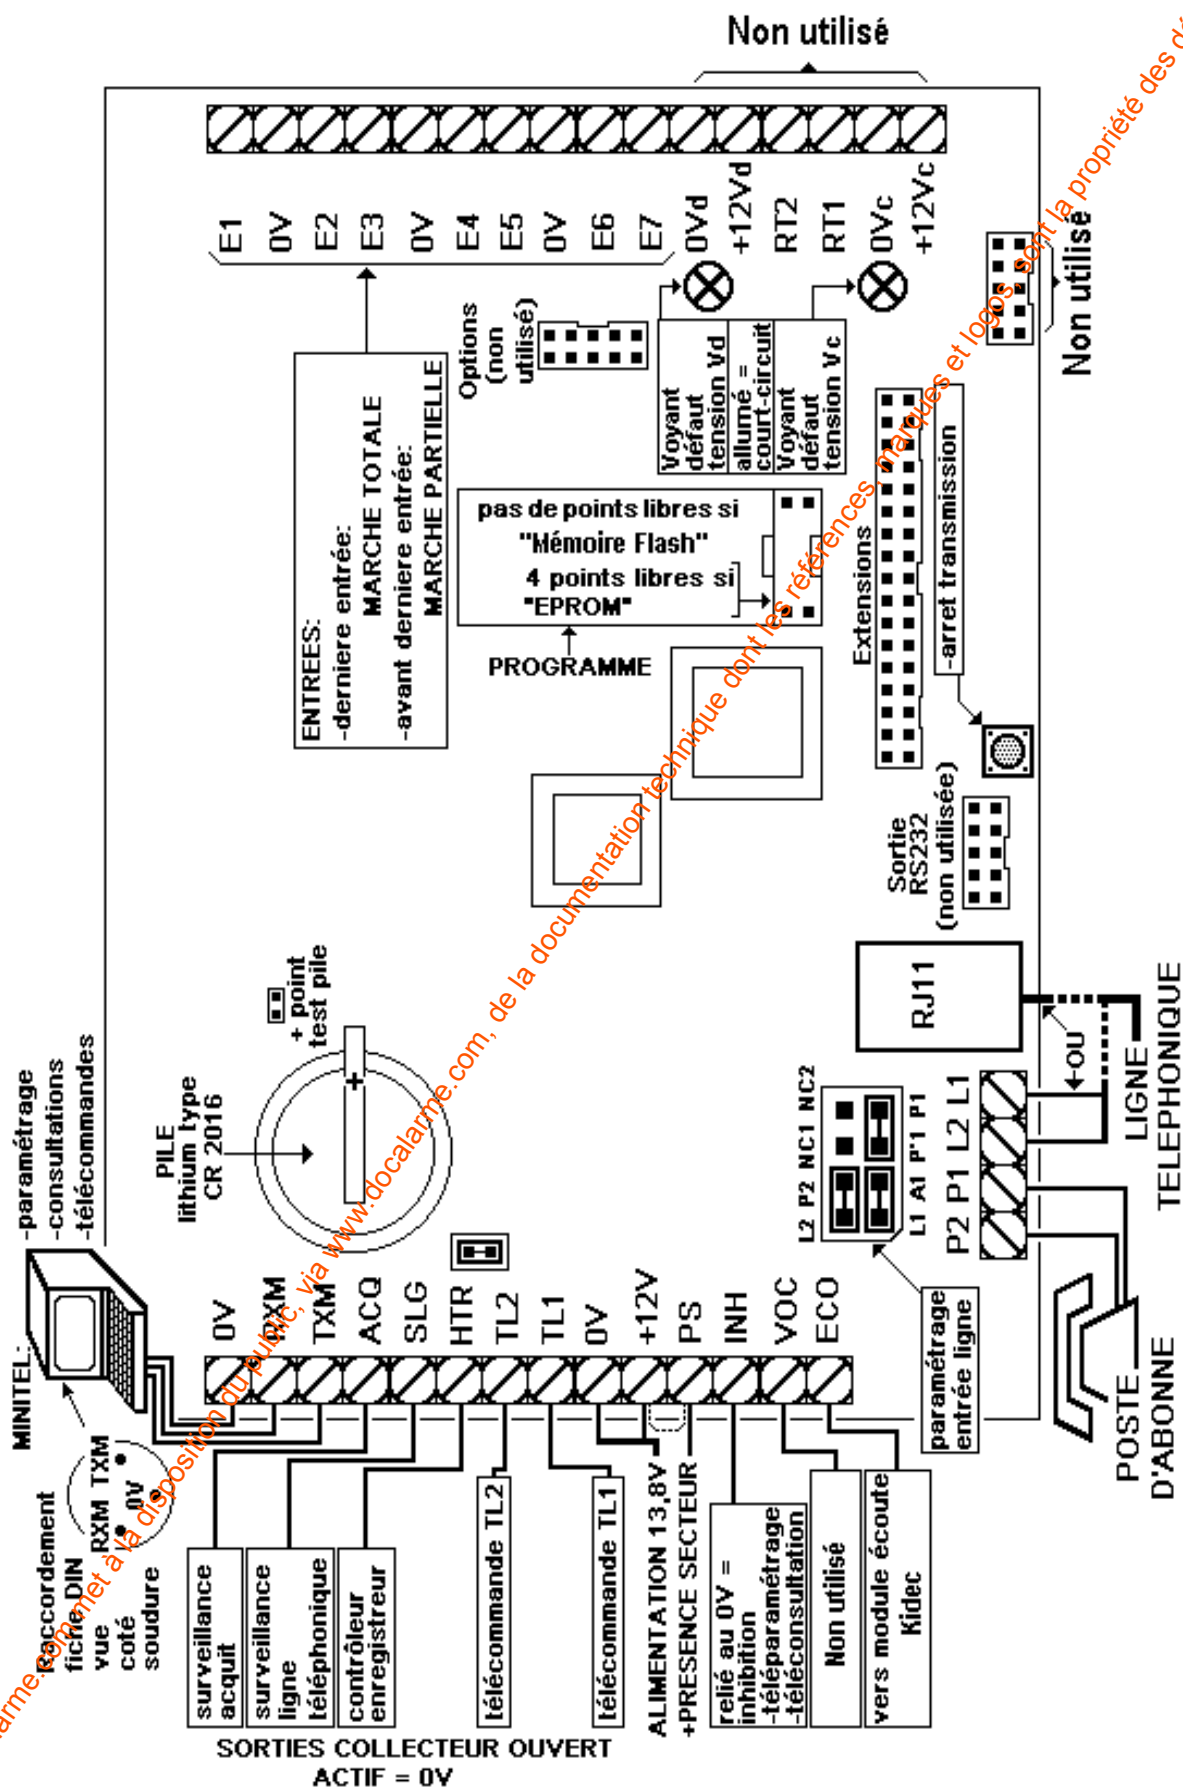 Non utilisé
E1
0V
E2
E3
0V
E4
E5
0V
E6
E7
0Vd
+12Vd
RT2
RT1
0Vc
+12Vc
ENTREES:
-derniere entrée:
MARCHE TOTALE
-avant derniere entrée:
MARCHE PARTIELLE
Options
(non
utilisé)
Voyant
défaut
tension Vd
allumé =
court-circuit
Voyant
défaut
tension Vc
Non utilisé
pas de points libres si
"Mémoire Flash"
4 points libres si
"EPROM"
PROGRAMME
Extensions
-arret transmission
Sortie
RS232
(non utilisée)
+ point
test pile
PILE
lithium type
CR 2016
+
RJ11
OU
LIGNE
TELEPHONIQUE
L2 P2 NC1 NC2
L1 A1 P'1 P1
P2 P1 L2 L1
paramétrage
entrée ligne
POSTE
D'ABONNE
MINITEL:
-paramétrage
-consultations
-télécommandes
Raccordement
fiche DIN
vue
coté
soudure
RXM TXM
0V
0V
RXM
TXM
ACQ
SLG
HTR
TL2
TL1
0V
+12V
PS
INH
VOC
ECO
surveillance
acquit
surveillance
ligne
téléphonique
contrôleur
enregistreur
télécommande TL2
télécommande TL1
ALIMENTATION 13,8V
+PRESENCE SECTEUR
relié au 0V =
inhibition
-téléparamétrage
-téléconsultation
Non utilisé
vers module écoute
Kidec
SORTIES COLLECTEUR OUVERT
ACTIF = 0V
alarme.com met à la disposition du public, via www.docalarme.com, de la documentation technique dont les références, marques et logos, sont la propriété des